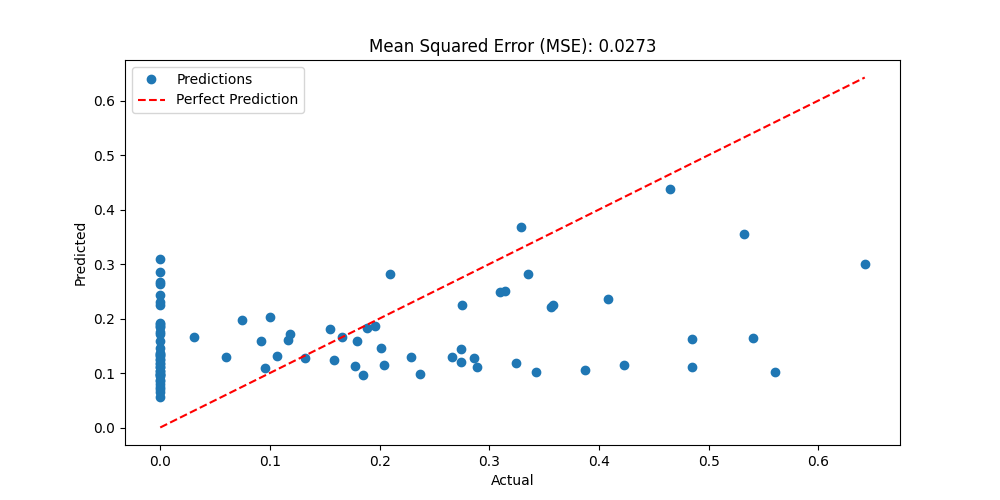 Mean Squared Error (MSE): 0.0273
Predictions
Perfect Prediction
0.6
0.5
0.4
0.3
0.2
0.1
0.0
Predicted
0.0 0.1 0.2 0.3 0.4 0.5 0.6
Actual